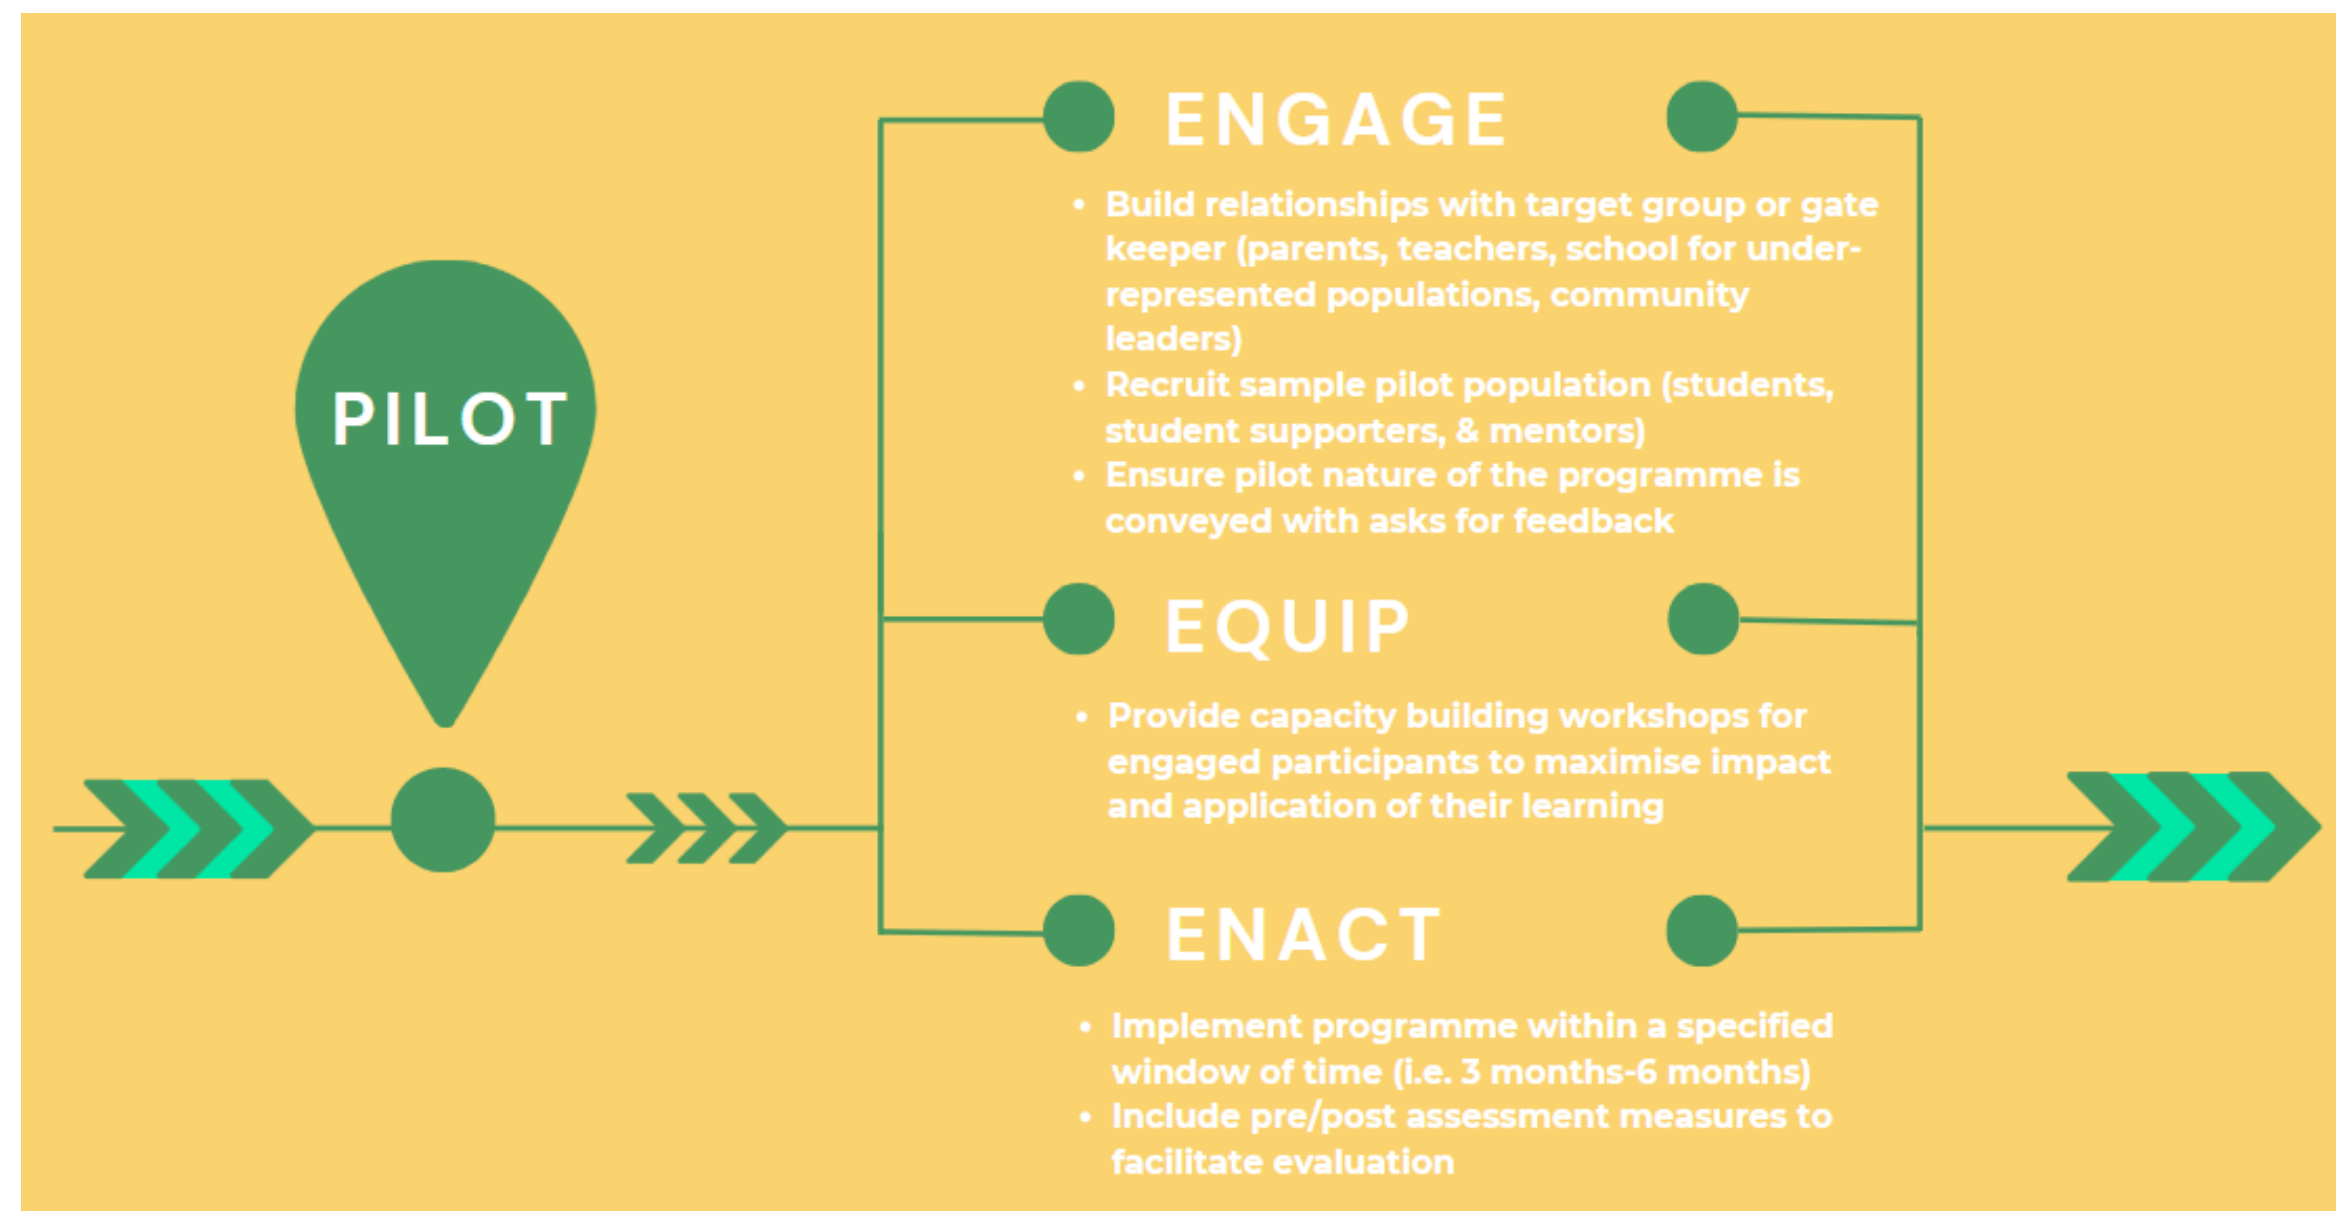 PILOT
ENGAGE
• Build relationships with target group or gate
keeper (parents, teachers, school for under-
represented populations, community
leaders)
• Recruit sample pilot population (students,
student supporters, & mentors)
• Ensure pilot nature of the programme is
conveyed with asks for feedback
EQUIP
• Provide capacity building workshops for
engaged participants to maximise impact
and application of their learning
ENACT
• Implement programme within a specified
window of time (i.e. 3 months-6 months)
• Include pre/post assessment measures to
facilitate evaluation